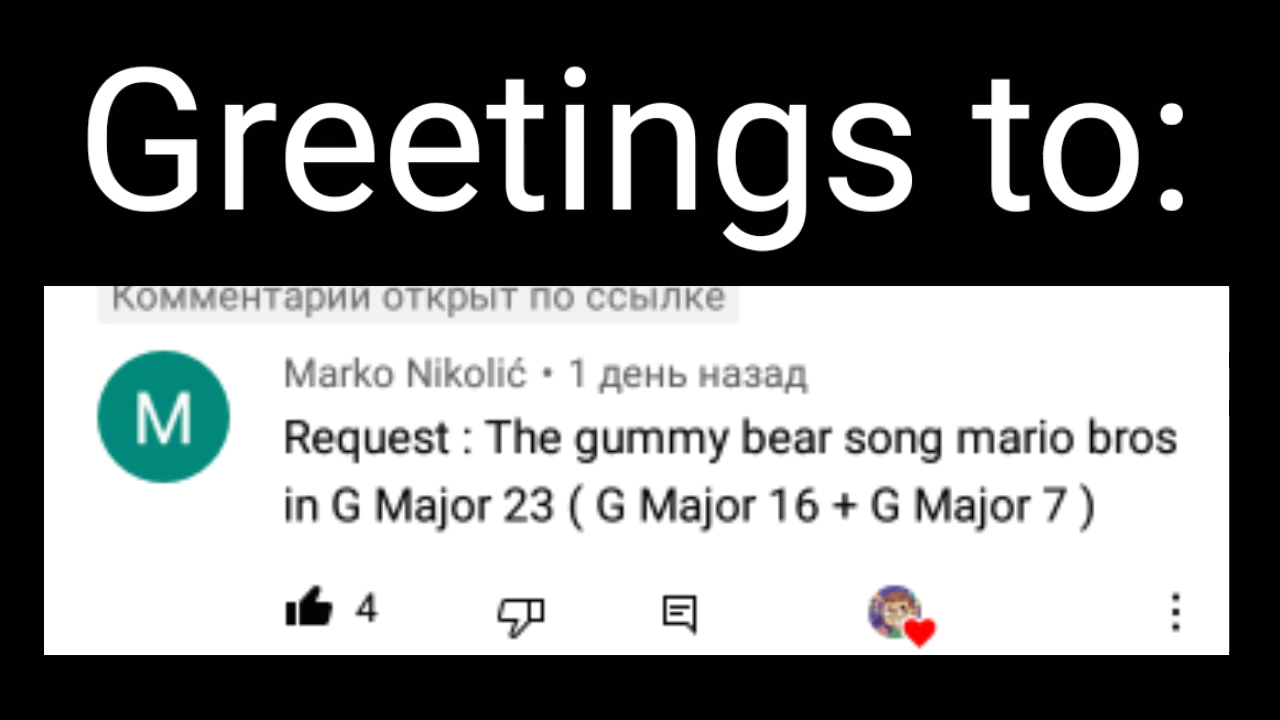 Greetings to:
Комментарий открыт по ссылке
M
Marko Nikolić • 1 день назад
Request : The gummy bear song mario bros
in G Major 23 ( G Major 16 + G Major 7 )
4